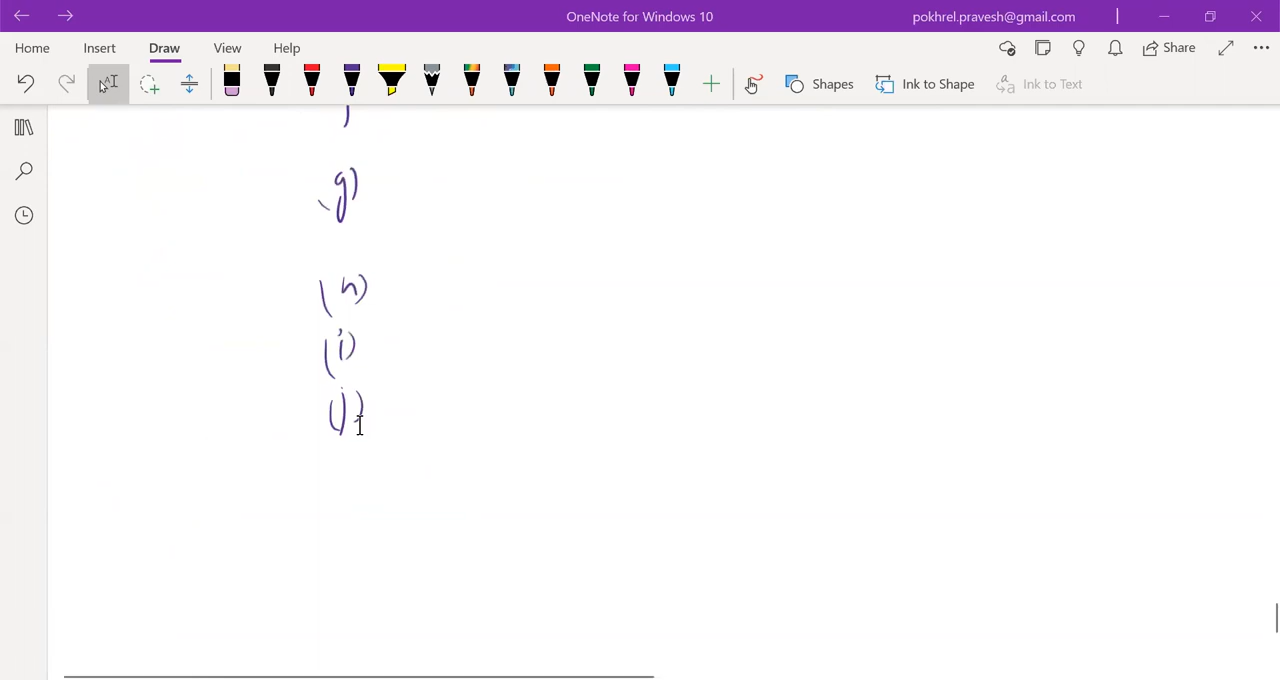 OneNote for Windows 10 pokhrel.pravesh@gmail.com
Home Insert Draw View Help Share
Shapes Ink to Shape Ink to Text
(g)
(h)
(i)
(j)